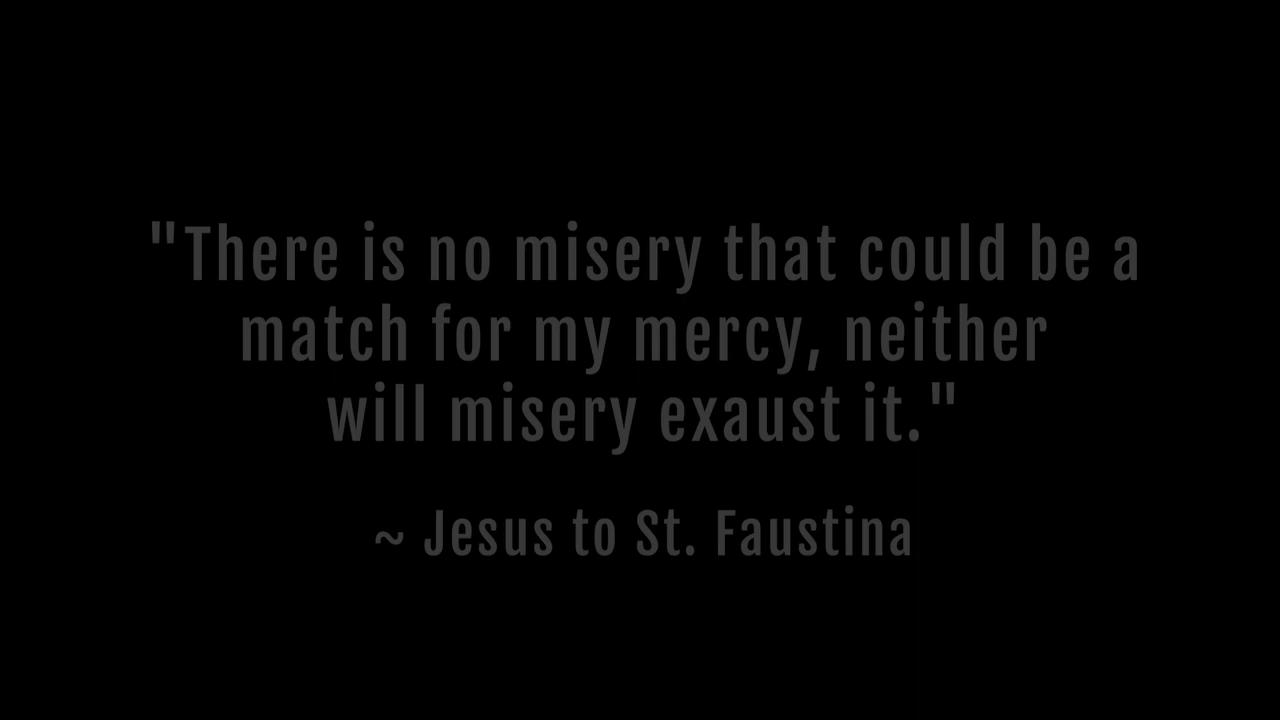 "There is no misery that could be a
match for my mercy, neither
will misery exaust it."
~ Jesus to St. Faustina